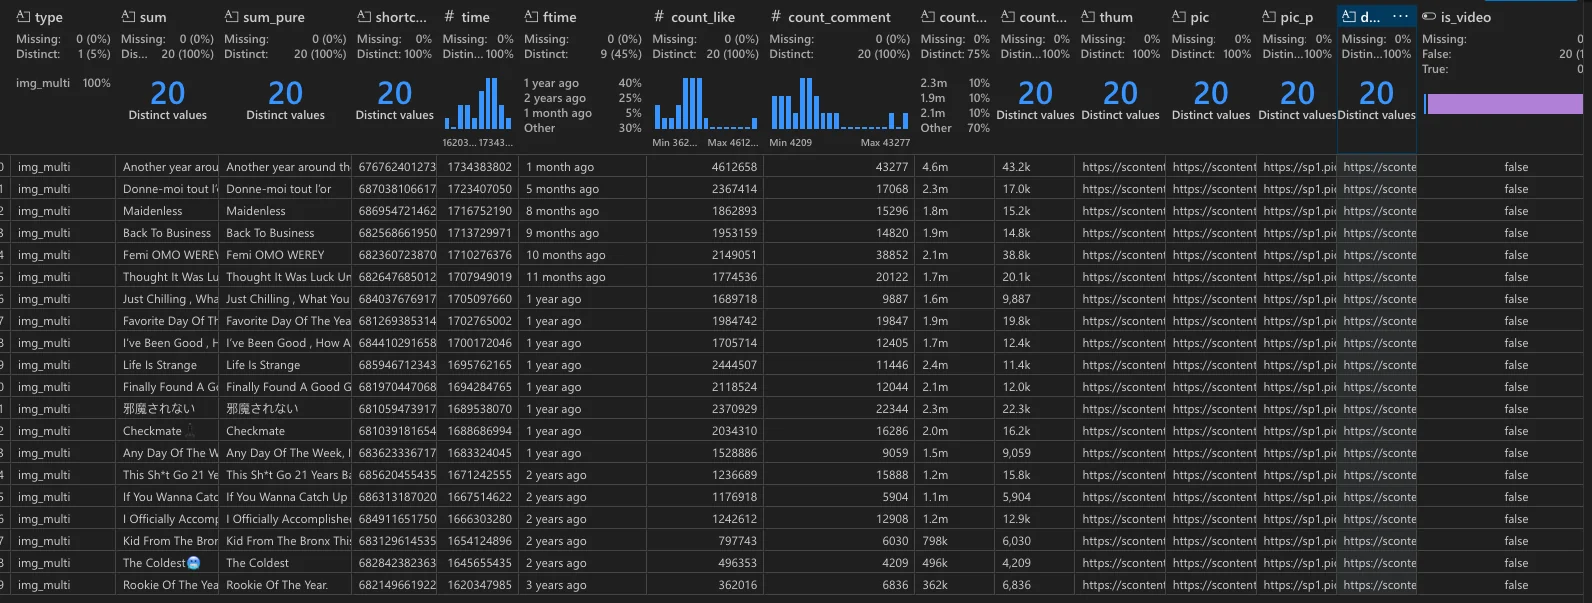 type sum sum_pure shortc... # time ftime # count_like # count_comment count... count... thum pic pic_p d... ··· is_video
Missing: 0 (0%) Missing: 0 (0%) Missing: 0 (0%) Missing: 0% Missing: 0% Missing: 0 (0%) Missing: 0 (0%) Missing: 0 (0%) Missing: 0% Missing: 0% Missing: 0% Missing: 0% Missing: 0% Missing: 0% Missing: 0
Distinct: 1 (5%) Dis... 20 (100%) Distinct: 20 (100%) Distinct: 100% Distin... 100% Distinct: 9 (45%) Distinct: 20 (100%) Distinct: 20 (100%) Distinct: 75% Distin...100% Distinct: 100% Distinct: 100% Distin...100% Distin...100% False: 20 (1
True: 0
img_multi 100% 20 20 20 1 year ago 40% 2.3m 10% 20 20 20 20 20
2 years ago 25% 1.9m 10%
Distinct values Distinct values Distinct values 1 month ago 5% 2.1m 10% Distinct values Distinct values Distinct values Distinct values Distinct values
Other 30% Other 70%
16203... 17343... Min 362... Max 4612... Min 4209 Max 43277
0 img_multi Another year arou Another year around th 676762401273 1734383802 1 month ago 4612658 43277 4.6m 43.2k https://scontent https://scontent https://sp1.pic https://sconte false
1 img_multi Donne-moi tout l'o Donne-moi tout l'or 687038106617 1723407050 5 months ago 2367414 17068 2.3m 17.0k https://scontent https://scontent https://sp1.pic https://sconte false
2 img_multi Maidenless Maidenless 686954721462 1716752190 8 months ago 1862893 15296 1.8m 15.2k https://scontent https://scontent https://sp1.pic https://sconte false
3 img_multi Back To Business Back To Business 682568661950 1713729971 9 months ago 1953159 14820 1.9m 14.8k https://scontent https://scontent https://sp1.pic https://sconte false
4 img_multi Femi OMO WEREY Femi OMO WEREY 682360723870 1710276376 10 months ago 2149051 38852 2.1m 38.8k https://scontent https://scontent https://sp1.pic https://sconte false
5 img_multi Thought It Was Lu Thought It Was Luck Un 682647685012 1707949019 11 months ago 1774536 20122 1.7m 20.1k https://scontent https://scontent https://sp1.pic https://sconte false
6 img_multi Just Chilling , Wha Just Chilling , What You 684037676917 1705097660 1 year ago 1689718 9887 1.6m 9,887 https://scontent https://scontent https://sp1.pic https://sconte false
7 img_multi Favorite Day Of Th Favorite Day Of The Yea 681269385314 1702765002 1 year ago 1984742 19847 1.9m 19.8k https://scontent https://scontent https://sp1.pic https://sconte false
8 img_multi I've Been Good , H I've Been Good , How A 684410291658 1700172046 1 year ago 1705714 12405 1.7m 12.4k https://scontent https://scontent https://sp1.pic https://sconte false
9 img_multi Life Is Strange Life Is Strange 685946712343 1695762165 1 year ago 2444507 11446 2.4m 11.4k https://scontent https://scontent https://sp1.pic https://sconte false
0 img_multi Finally Found A Go Finally Found A Good G 681970447068 1694284765 1 year ago 2118524 12044 2.1m 12.0k https://scontent https://scontent https://sp1.pic https://sconte false
1 img_multi 邪魔されない 邪魔されない 681059473917 1689538070 1 year ago 2370929 22344 2.3m 22.3k https://scontent https://scontent https://sp1.pic https://sconte false
2 img_multi Checkmate♟ Checkmate 681039181654 1688686994 1 year ago 2034310 16286 2.0m 16.2k https://scontent https://scontent https://sp1.pic https://sconte false
3 img_multi Any Day Of The W Any Day Of The Week, I 683623336717 1683324045 1 year ago 1528886 9059 1.5m 9,059 https://scontent https://scontent https://sp1.pic https://sconte false
4 img_multi This Sh*t Go 21 Ye This Sh*t Go 21 Years Ba 685620455435 1671242555 2 years ago 1236689 15888 1.2m 15.8k https://scontent https://scontent https://sp1.pic https://sconte false
5 img_multi If You Wanna Catc If You Wanna Catch Up 686313187020 1667514622 2 years ago 1176918 5904 1.1m 5,904 https://scontent https://scontent https://sp1.pic https://sconte false
6 img_multi I Officially Accomp I Officially Accomplishe 684911651750 1666303280 2 years ago 1242612 12908 1.2m 12.9k https://scontent https://scontent https://sp1.pic https://sconte false
7 img_multi Kid From The Bron Kid From The Bronx This 683129614535 1654124896 2 years ago 797743 6030 798k 6,030 https://scontent https://scontent https://sp1.pic https://sconte false
8 img_multi The Coldest🥶 The Coldest 682842382363 1645655435 2 years ago 496353 4209 496k 4,209 https://scontent https://scontent https://sp1.pic https://sconte false
9 img_multi Rookie Of The Yea Rookie Of The Year. 682149661922 1620347985 3 years ago 362016 6836 362k 6,836 https://scontent https://scontent https://sp1.pic https://sconte false